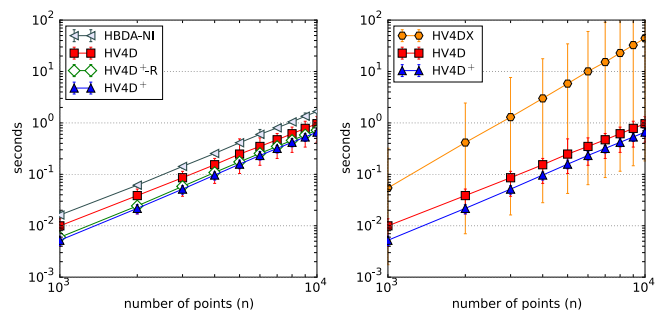 HBDA-NI
HV4D
HV4D⁺-R
HV4D⁺
10²
10¹
10⁰
10⁻¹
10⁻²
10⁻³
seconds
10³ 10⁴
number of points (n)
HV4DX
HV4D
HV4D⁺
10²
10¹
10⁰
10⁻¹
10⁻²
10⁻³
seconds
10³ 10⁴
number of points (n)